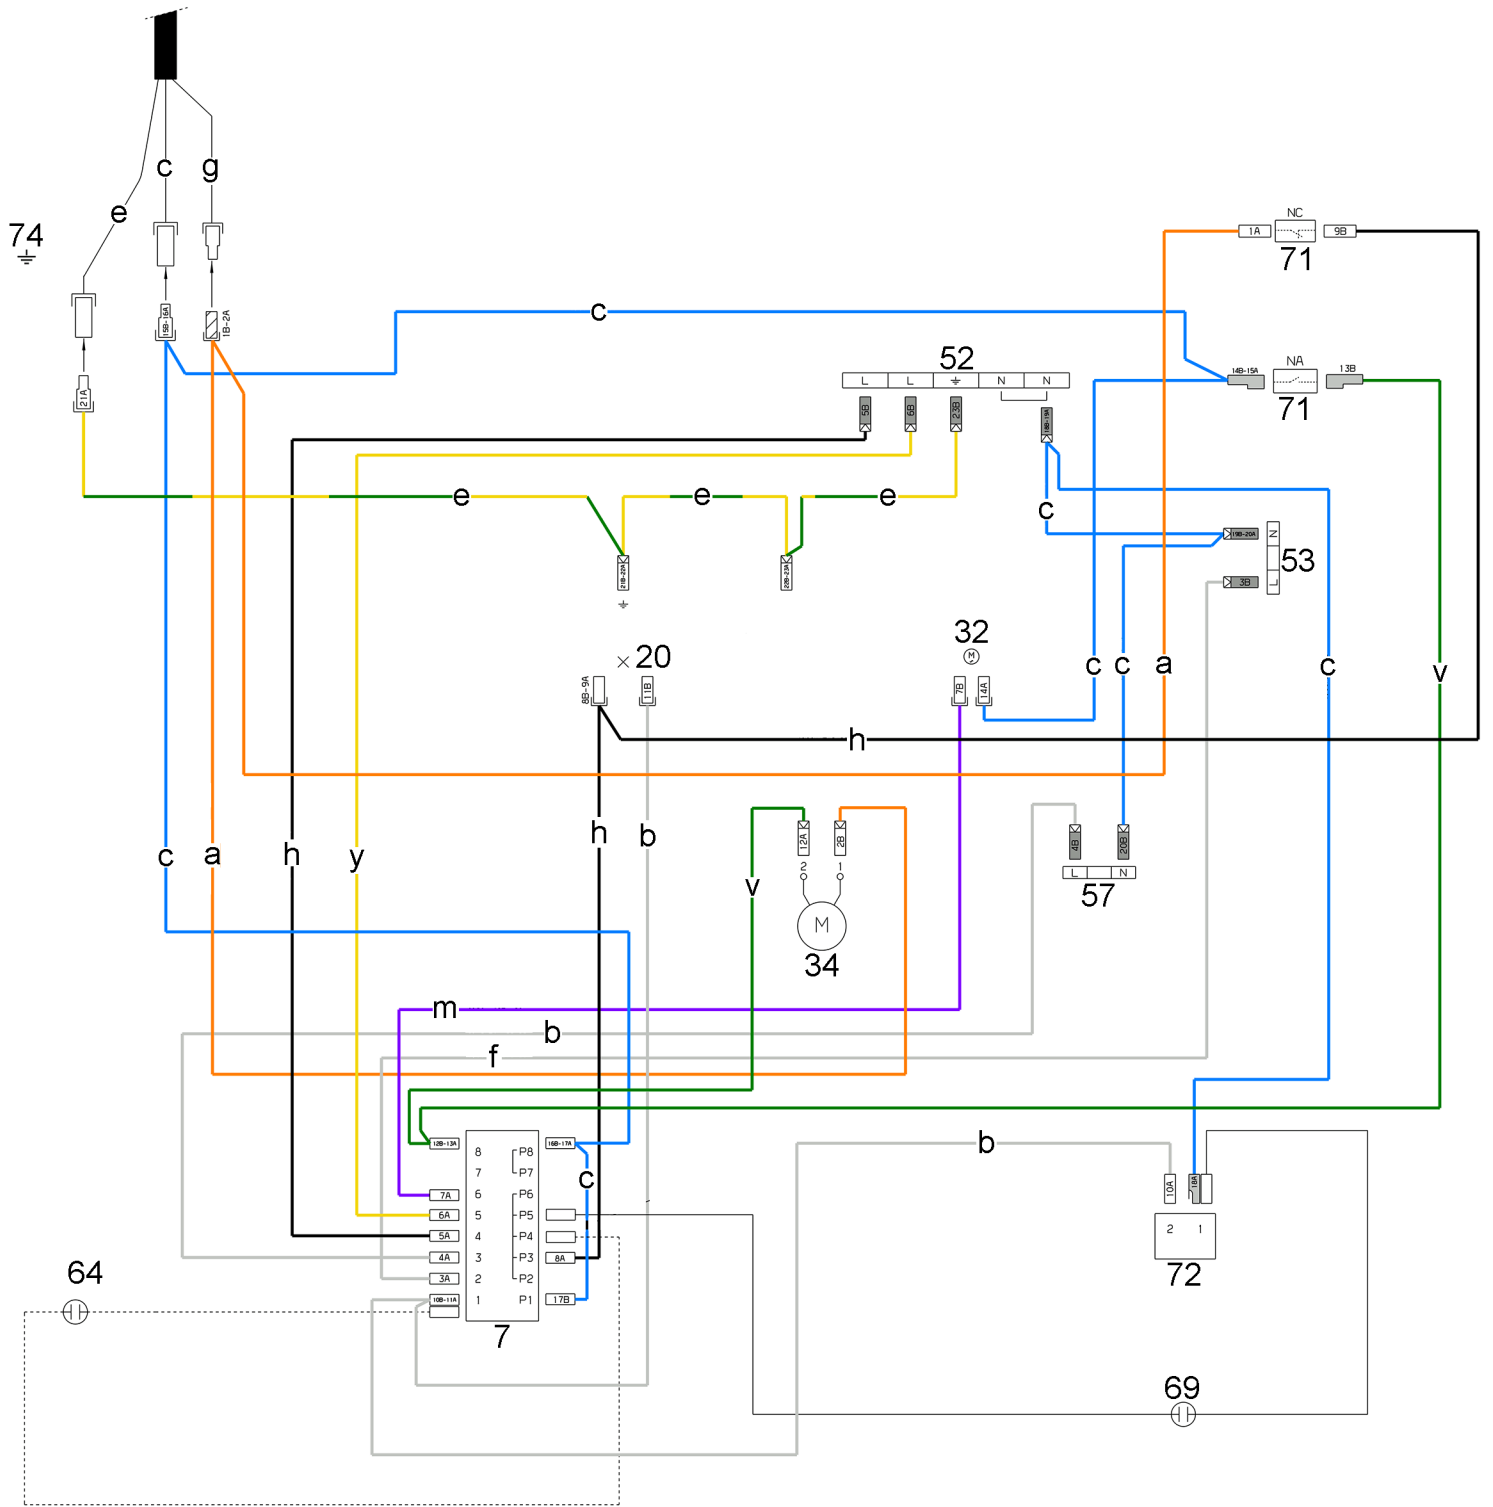 c
g
e
74
NC
1A
9B
71
15B-16A
1B-2A
c
52
L
L
N
N
NA
14B-15A
13B
71
21A
5B
6B
23B
18B-19A
e
e
e
c
19B-20A
N
53
3B
L
21B-22A
22B-23A
20
8B-9A
11B
32
M
7B
14A
c
c
a
c
v
h
h
b
12A
2B
2
1
M
34
4B
20B
L
N
57
c
a
h
y
v
m
b
f
12B-13A
8
7
6
5
4
3
2
1
P8
P7
P6
P5
P4
P3
P2
P1
16B-17A
c
7A
6A
5A
4A
3A
10B-11A
8A
17B
7
b
10A
18A
2
1
72
64
69